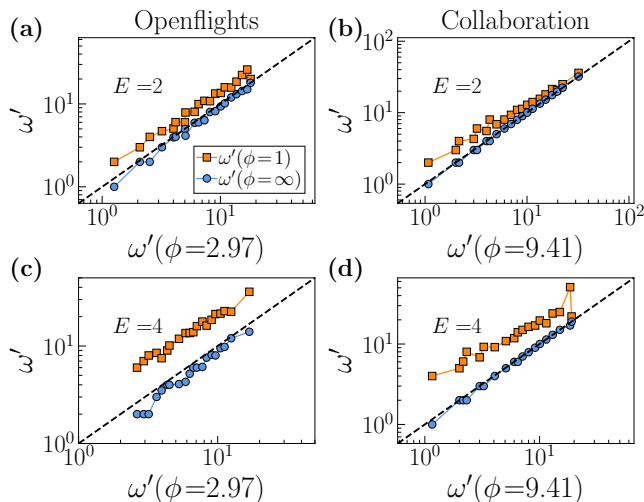 Openflights
Collaboration
(a)
E = 2
ω′
10¹
10⁰
10⁰
10¹
ω′(ϕ=1)
ω′(ϕ=∞)
ω′(ϕ=2.97)
(b)
E = 2
ω′
10²
10¹
10⁰
10⁰
10¹
10²
ω′(ϕ=9.41)
(c)
E = 4
ω′
10¹
10⁰
10⁰
10¹
ω′(ϕ=2.97)
(d)
E = 4
ω′
10¹
10⁰
10⁰
10¹
ω′(ϕ=9.41)